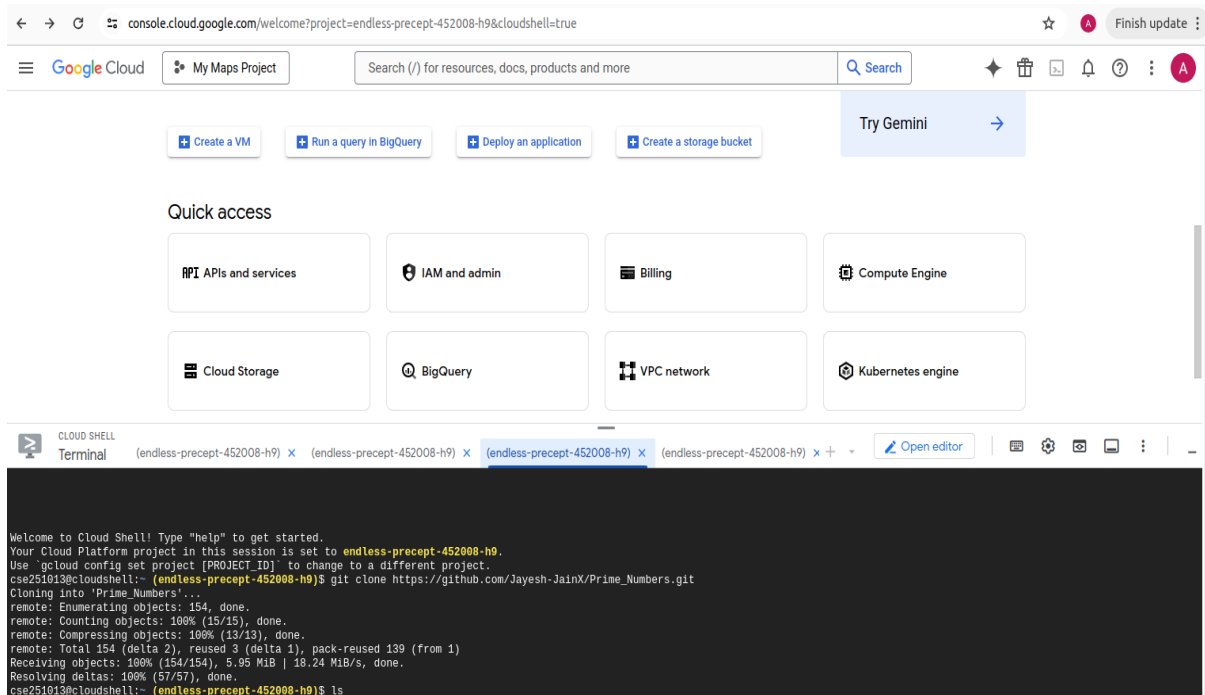 console.cloud.google.com/welcome?project=endless-precept-452008-h9&cloudshell=true
A
Finish update
Google Cloud
My Maps Project
Search (/) for resources, docs, products and more
Search
A
Create a VM
Run a query in BigQuery
Deploy an application
Create a storage bucket
Try Gemini
Quick access
API APIs and services
IAM and admin
Billing
Compute Engine
Cloud Storage
BigQuery
VPC network
Kubernetes engine
CLOUD SHELL
Terminal
(endless-precept-452008-h9)
(endless-precept-452008-h9)
(endless-precept-452008-h9)
(endless-precept-452008-h9)
Open editor
Welcome to Cloud Shell! Type "help" to get started.
Your Cloud Platform project in this session is set to endless-precept-452008-h9.
Use `gcloud config set project [PROJECT_ID]` to change to a different project.
cse251013@cloudshell:~ (endless-precept-452008-h9)$ git clone https://github.com/Jayesh-JainX/Prime_Numbers.git
Cloning into 'Prime_Numbers'...
remote: Enumerating objects: 154, done.
remote: Counting objects: 100% (15/15), done.
remote: Compressing objects: 100% (13/13), done.
remote: Total 154 (delta 2), reused 3 (delta 1), pack-reused 139 (from 1)
Receiving objects: 100% (154/154), 5.95 MiB | 18.24 MiB/s, done.
Resolving deltas: 100% (57/57), done.
cse251013@cloudshell:~ (endless-precept-452008-h9)$ ls